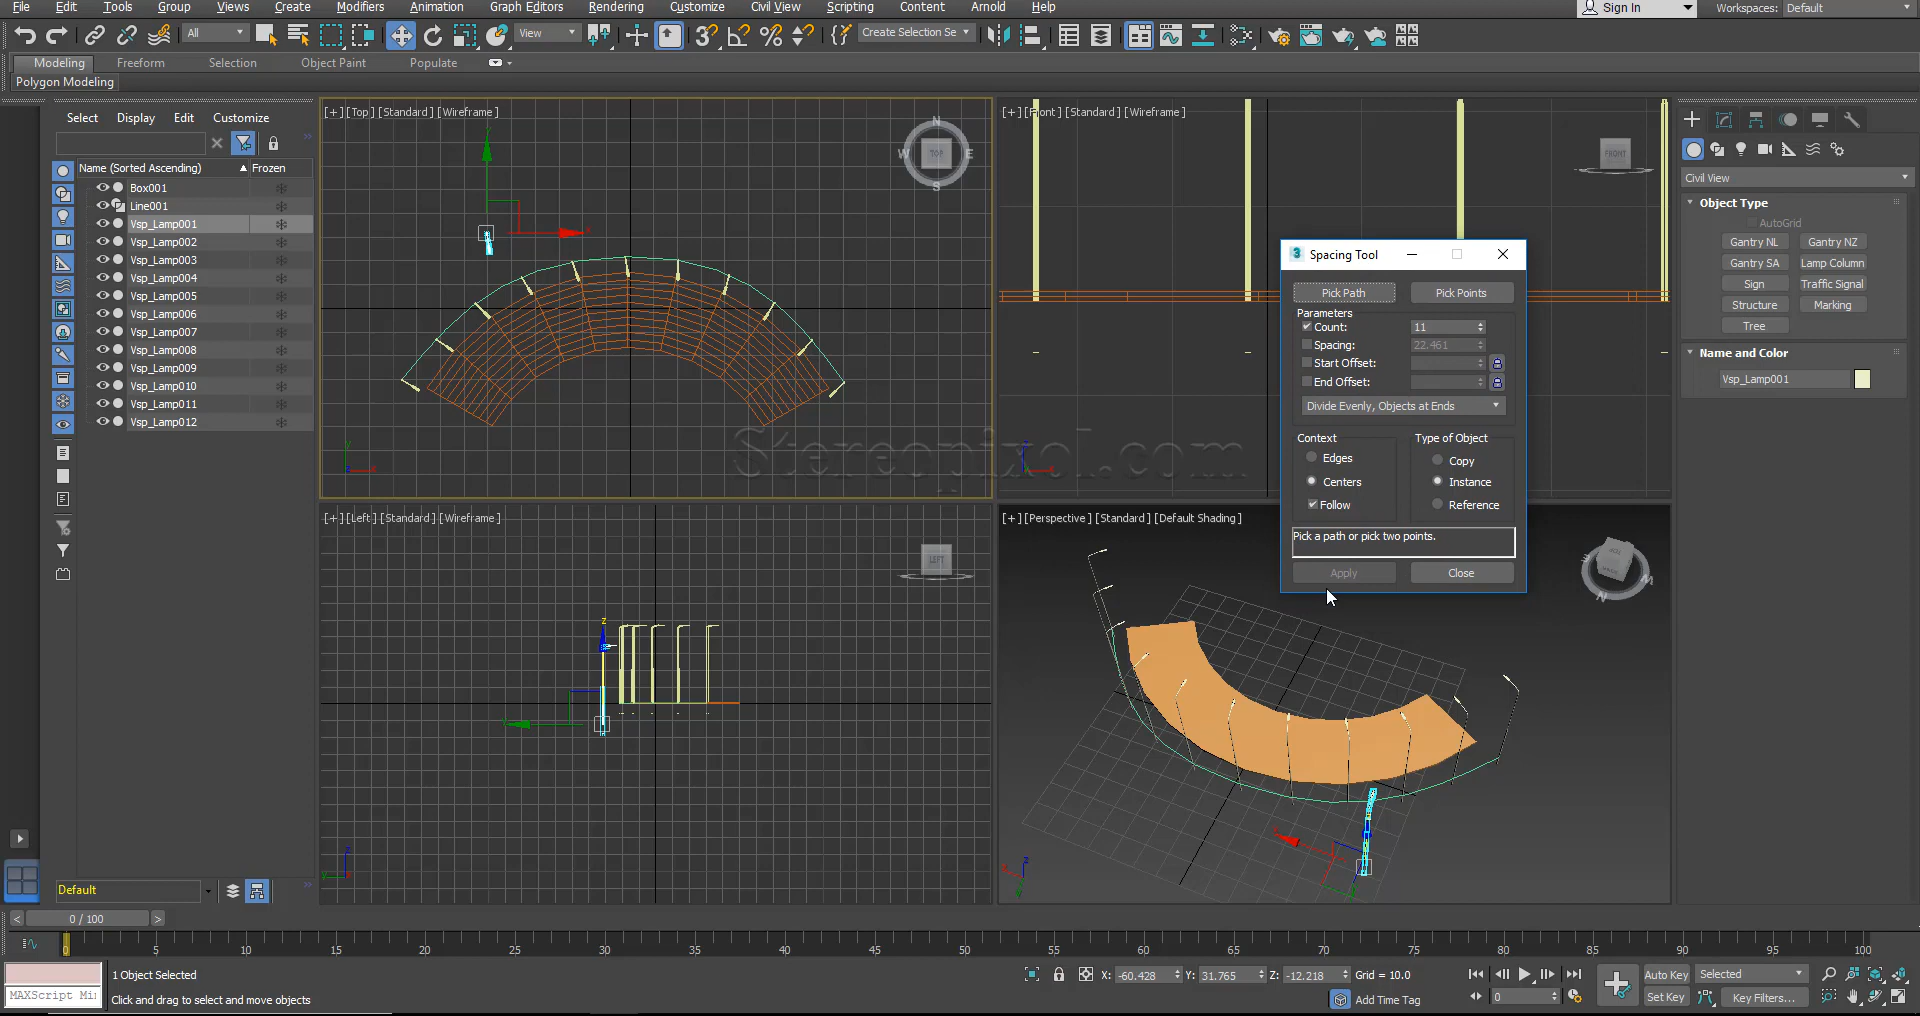 File Edit Tools Group Views Create Modifiers Animation Graph Editors Rendering Customize Civil View Scripting Content Arnold Help Sign In Workspaces: Default
All View Create Selection Se
Modeling Freeform Selection Object Paint Populate
Polygon Modeling
Select Display Edit Customize
Name (Sorted Ascending) Frozen
Box001
Line001
Vsp_Lamp001
Vsp_Lamp002
Vsp_Lamp003
Vsp_Lamp004
Vsp_Lamp005
Vsp_Lamp006
Vsp_Lamp007
Vsp_Lamp008
Vsp_Lamp009
Vsp_Lamp010
Vsp_Lamp011
Vsp_Lamp012
Default
[+] [Top] [Standard] [Wireframe]
N
W TOP E
S
[+] [Front] [Standard] [Wireframe]
FRONT
[+] [Left] [Standard] [Wireframe]
LEFT
[+] [Perspective] [Standard] [Default Shading]
Stereopixol.com
3 Spacing Tool
Pick Path Pick Points
Parameters
Count: 11
Spacing: 22.461
Start Offset:
End Offset:
Divide Evenly, Objects at Ends
Context Type of Object
Edges Copy
Centers Instance
Follow Reference
Pick a path or pick two points.
Apply Close
Civil View
Object Type
AutoGrid
Gantry NL Gantry NZ
Gantry SA Lamp Column
Sign Traffic Signal
Structure Marking
Tree
Name and Color
Vsp_Lamp001
< 0 / 100 >
0 5 10 15 20 25 30 35 40 45 50 55 60 65 70 75 80 85 90 95 100
1 Object Selected X: -60.428 Y: 31.765 Z: -12.218 Grid = 10.0 Auto Key Selected
MAXScript Mi Click and drag to select and move objects Add Time Tag 0 Set Key Key Filters...